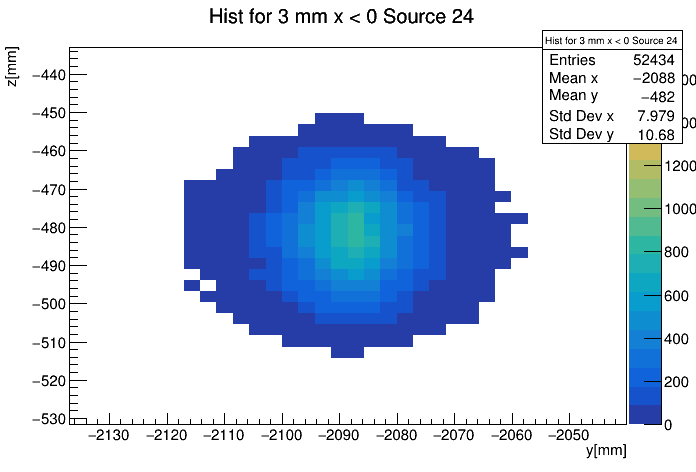 Hist for 3 mm x < 0 Source 24
z[mm]
Hist for 3 mm x < 0 Source 24
Entries 52434
Mean x −2088
Mean y −482
Std Dev x 7.979
Std Dev y 10.68
−440
−450
−460
−470
−480
−490
−500
−510
−520
−530
1200
1000
800
600
400
200
0
−2130 −2120 −2110 −2100 −2090 −2080 −2070 −2060 −2050
y[mm]